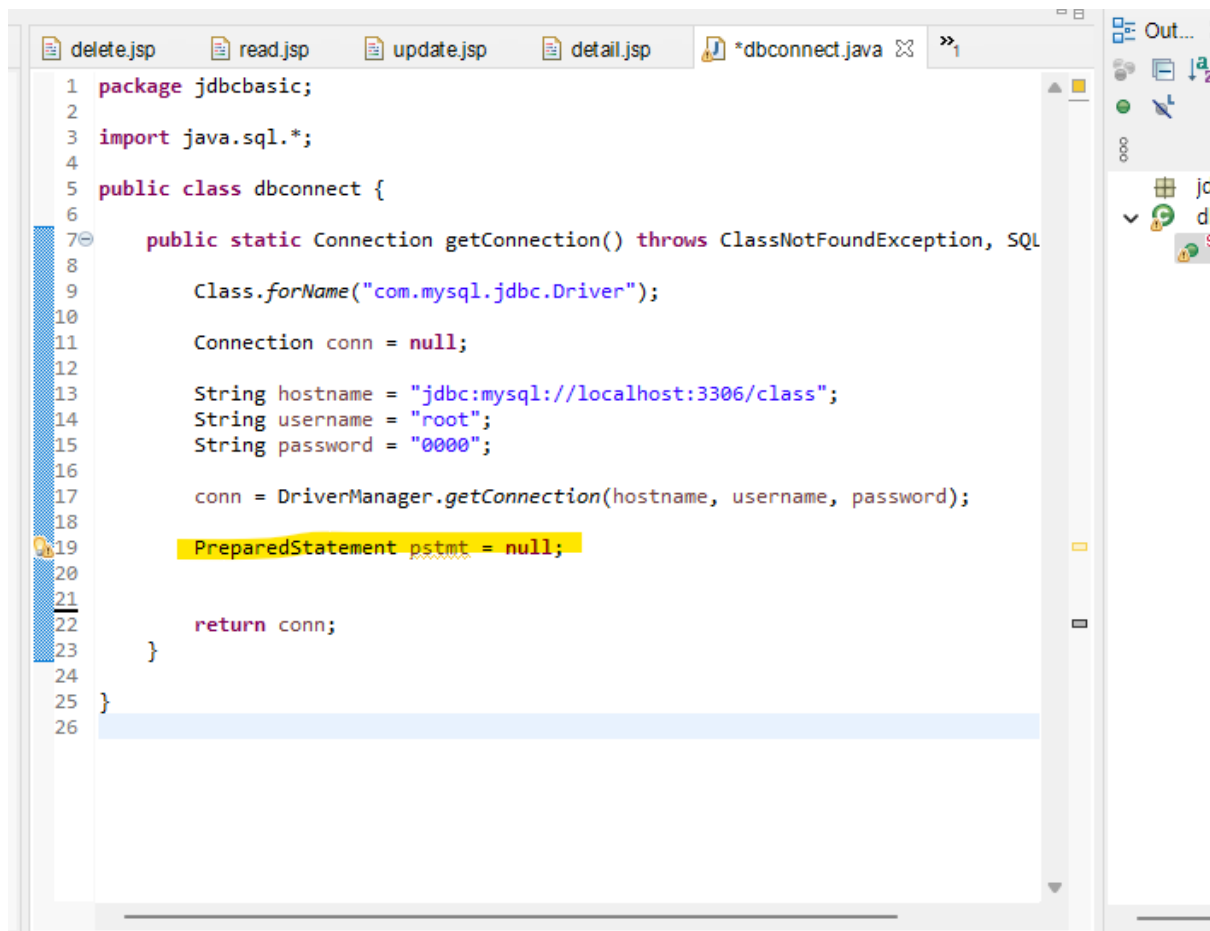 Out...
delete.jsp read.jsp update.jsp detail.jsp *dbconnect.java »1
1 package jdbcbasic;
2
3 import java.sql.*;
4
5 public class dbconnect {
6
7 public static Connection getConnection() throws ClassNotFoundException, SQL
8
9 Class.forName("com.mysql.jdbc.Driver");
10
11 Connection conn = null;
12
13 String hostname = "jdbc:mysql://localhost:3306/class";
14 String username = "root";
15 String password = "0000";
16
17 conn = DriverManager.getConnection(hostname, username, password);
18
19 PreparedStatement pstmt = null;
20
21
22 return conn;
23 }
24
25 }
26